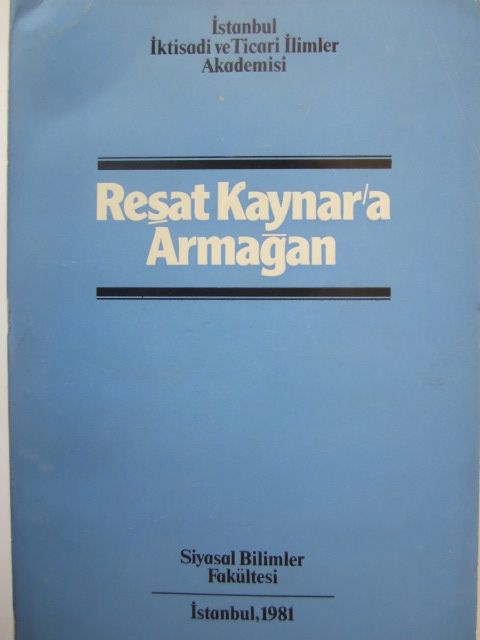 İstanbul
İktisadi ve Ticari İlimler
Akademisi
Reşat Kaynar'a
Armağan
Siyasal Bilimler
Fakültesi
İstanbul, 1981